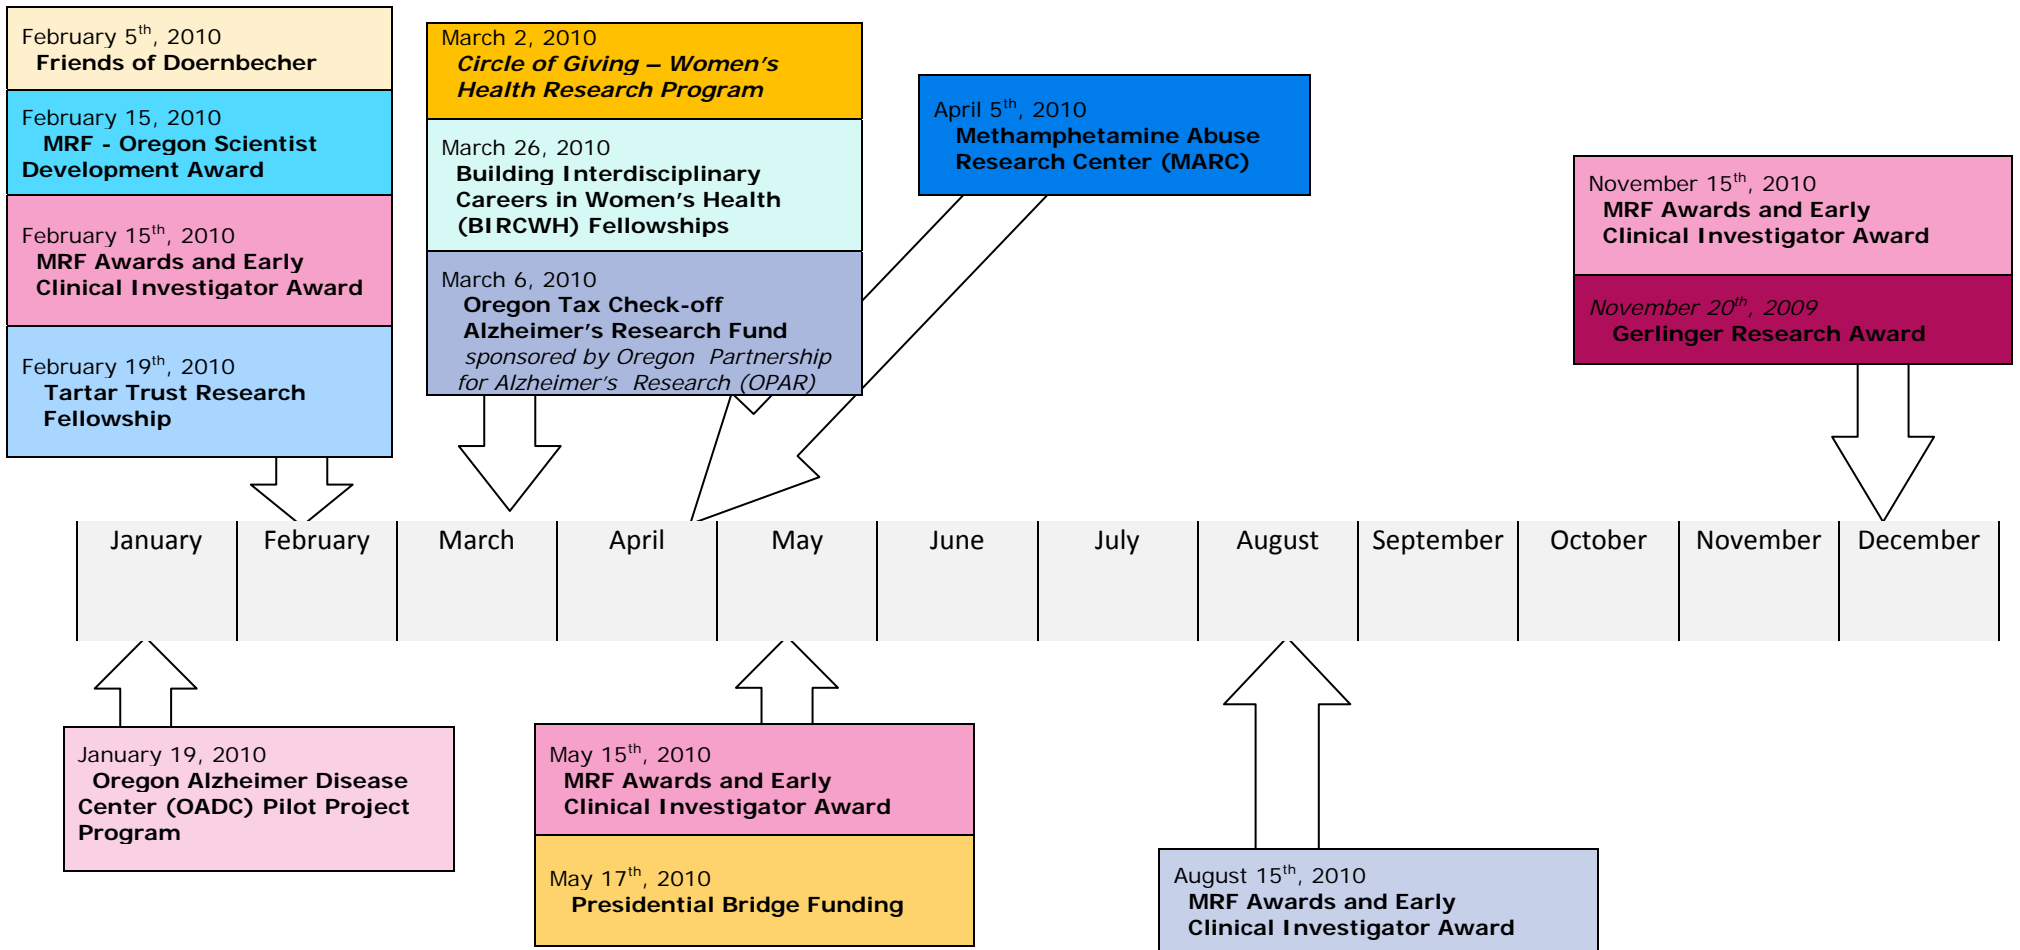 February 5th, 2010
Friends of Doernbecher
February 15, 2010
MRF - Oregon Scientist
Development Award
February 15th, 2010
MRF Awards and Early
Clinical Investigator Award
February 19th, 2010
Tartar Trust Research
Fellowship
March 2, 2010
Circle of Giving – Women's
Health Research Program
March 26, 2010
Building Interdisciplinary
Careers in Women's Health
(BIRCWH) Fellowships
March 6, 2010
Oregon Tax Check-off
Alzheimer's Research Fund
sponsored by Oregon Partnership
for Alzheimer's Research (OPAR)
April 5th, 2010
Methamphetamine Abuse
Research Center (MARC)
November 15th, 2010
MRF Awards and Early
Clinical Investigator Award
November 20th, 2009
Gerlinger Research Award
January February March April May June July August September October November December
January 19, 2010
Oregon Alzheimer Disease
Center (OADC) Pilot Project
Program
May 15th, 2010
MRF Awards and Early
Clinical Investigator Award
May 17th, 2010
Presidential Bridge Funding
August 15th, 2010
MRF Awards and Early
Clinical Investigator Award